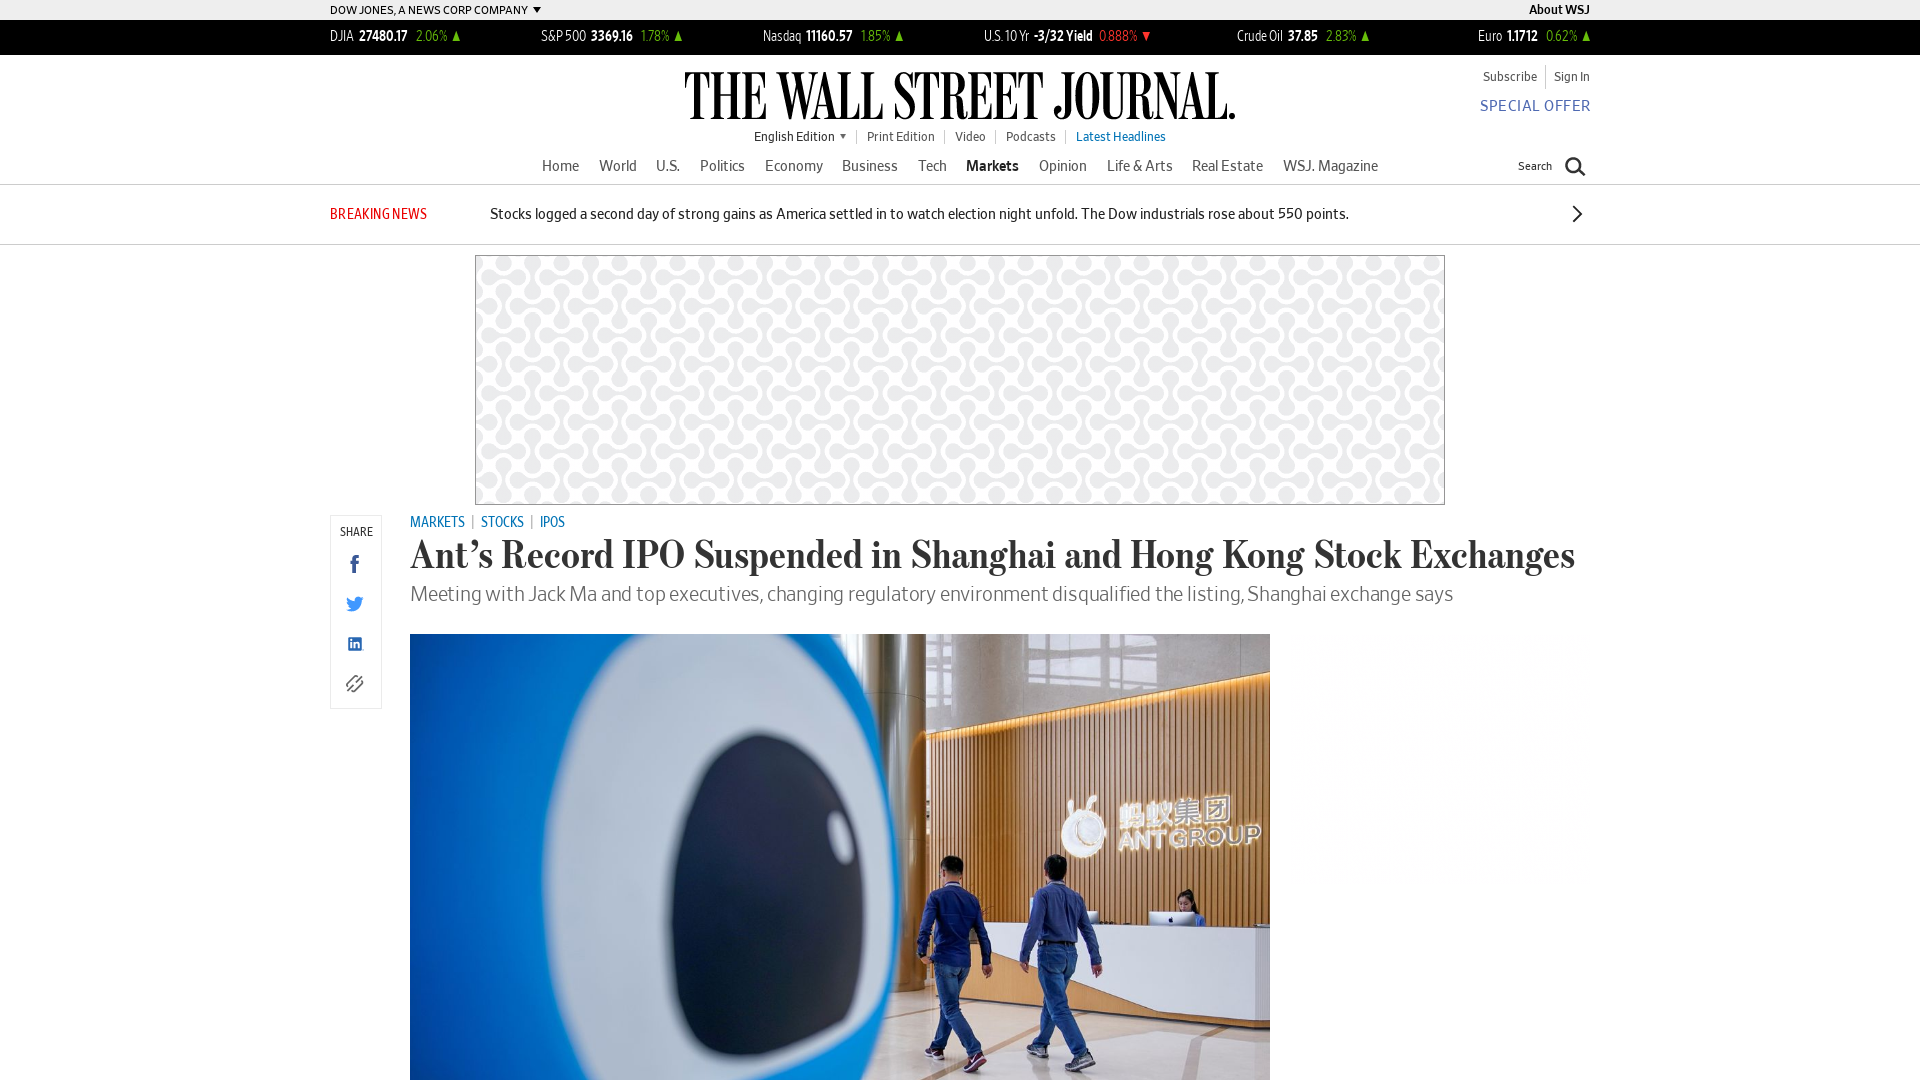 DOW JONES, A NEWS CORP COMPANY
About WSJ
DJIA 27480.17 2.06%
S&P 500 3369.16 1.78%
Nasdaq 11160.57 1.85%
U.S. 10 Yr -3/32 Yield 0.888%
Crude Oil 37.85 2.83%
Euro 1.1712 0.62%
THE WALL STREET JOURNAL.
Subscribe
Sign In
SPECIAL OFFER
English Edition
Print Edition
Video
Podcasts
Latest Headlines
Home World U.S. Politics Economy Business Tech Markets Opinion Life & Arts Real Estate WSJ. Magazine
Search
BREAKING NEWS
Stocks logged a second day of strong gains as America settled in to watch election night unfold. The Dow industrials rose about 550 points.
SHARE
MARKETS | STOCKS | IPOS
Ant’s Record IPO Suspended in Shanghai and Hong Kong Stock Exchanges
Meeting with Jack Ma and top executives, changing regulatory environment disqualified the listing, Shanghai exchange says
蚂蚁集团
ANT GROUP